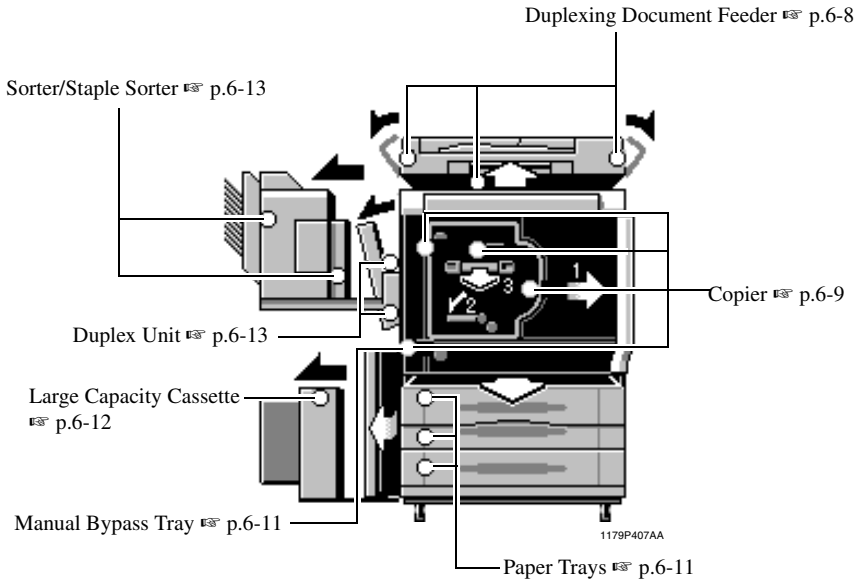 Duplexing Document Feeder ☞ p.6-8
Sorter/Staple Sorter ☞ p.6-13
1
3
Copier ☞ p.6-9
2
Duplex Unit ☞ p.6-13
Large Capacity Cassette
☞ p.6-12
Manual Bypass Tray ☞ p.6-11
1179P407AA
Paper Trays ☞ p.6-11